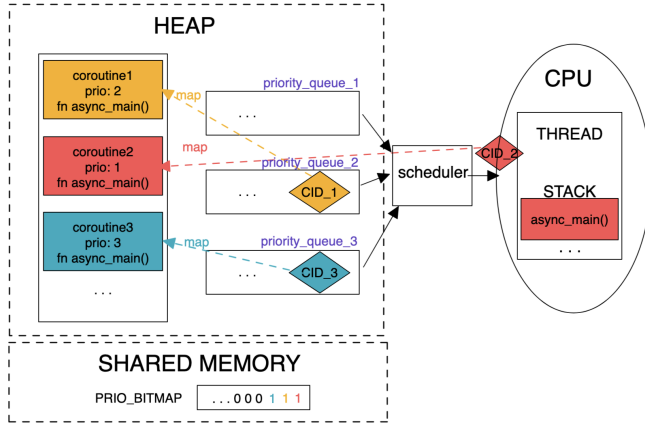 HEAP
coroutine1
prio: 2
fn async_main()
coroutine2
prio: 1
fn async_main()
coroutine3
prio: 3
fn async_main()
...
map
map
map
priority_queue_1
...
priority_queue_2
...
CID_1
priority_queue_3
...
CID_3
scheduler
CPU
CID_2
THREAD
STACK
async_main()
...
SHARED MEMORY
PRIO_BITMAP
...0 0 0 1 1 1